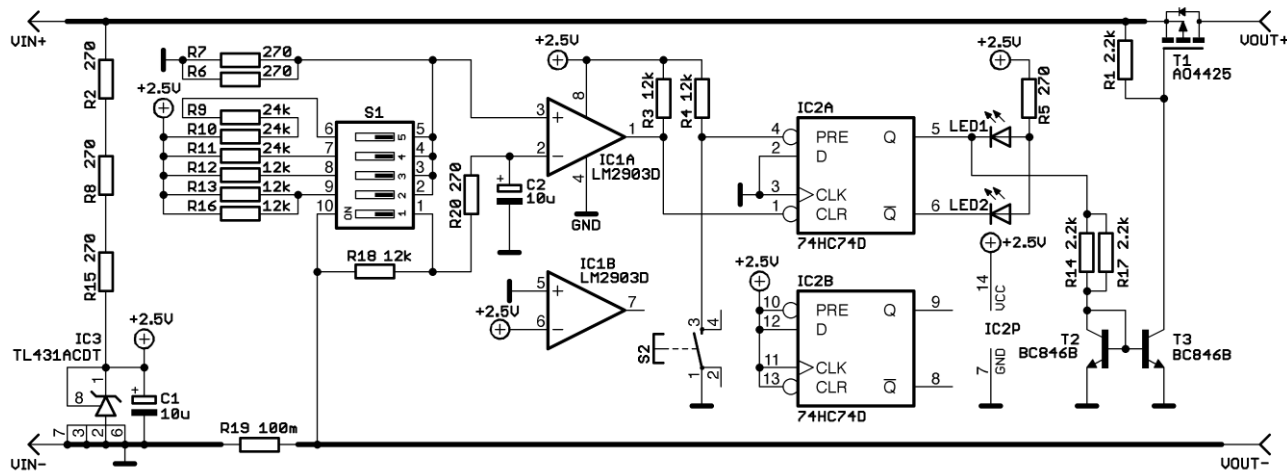 VIN+
VOUT+
R2 270
R8 270
R15 270
R7 270
R6 270
+2.5V
R9 24k
R10 24k
R11 12k
R12 12k
R13 12k
R16 12k
S1
6 5 5
7 4 4
8 3 3
9 2 2
10 ON 1 1
R18 12k
R20 270
C2
10u
+2.5V
3
2
8
1
4
IC1A
LM2903D
GND
R3 12k
R4 12k
IC1B
LM2903D
5
6
7
+2.5V
S2
3 4
1 2
IC2A
4 PRE Q 5
2 D
3 CLK
1 CLR Q 6
74HC74D
+2.5V
IC2B
10 PRE Q 9
12 D
11 CLK
13 CLR Q 8
74HC74D
+2.5V
R5 270
LED1
LED2
+2.5V
14
VCC
IC2P
7
GND
R1 2.2k
T1
AO4425
R14 2.2k
R17 2.2k
T2
BC846B
T3
BC846B
IC3
TL431ACDT
+2.5V
1
8
7 3 2 6
C1
10u
R19 100m
VIN-
VOUT-